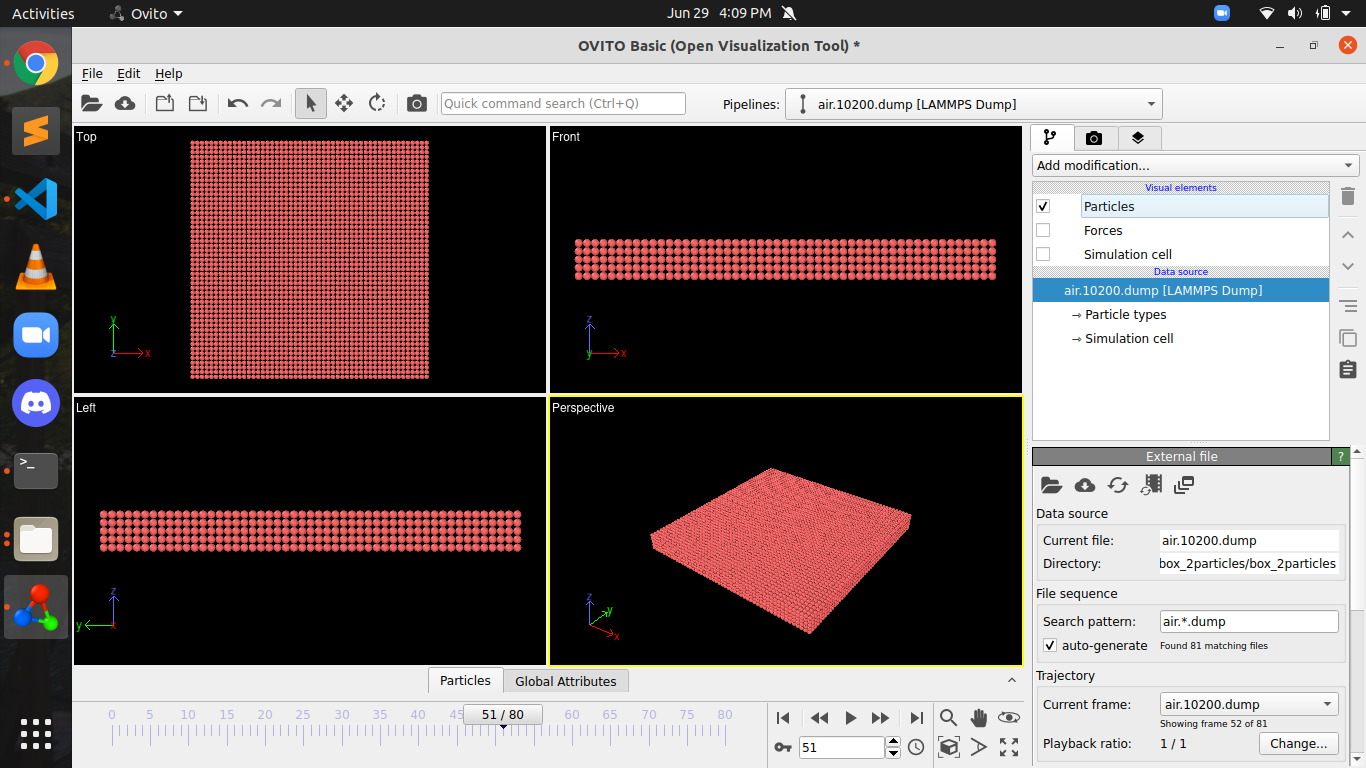 Activities Ovito Jun 29 4:09 PM
OVITO Basic (Open Visualization Tool) *
File Edit Help
Quick command search (Ctrl+Q) Pipelines: air.10200.dump [LAMMPS Dump]
Top
y
z x
Front
z
y x
Left
z
y x
Perspective
z
y
x
Add modification...
Visual elements
Particles
Forces
Simulation cell
Data source
air.10200.dump [LAMMPS Dump]
→ Particle types
→ Simulation cell
External file ?
Data source
Current file: air.10200.dump
Directory: box_2particles/box_2particles
File sequence
Search pattern: air.*.dump
auto-generate Found 81 matching files
Trajectory
Current frame: air.10200.dump
Showing frame 52 of 81
Playback ratio: 1 / 1 Change...
Particles Global Attributes
0 5 10 15 20 25 30 35 40 45 51 / 80 60 65 70 75 80
51